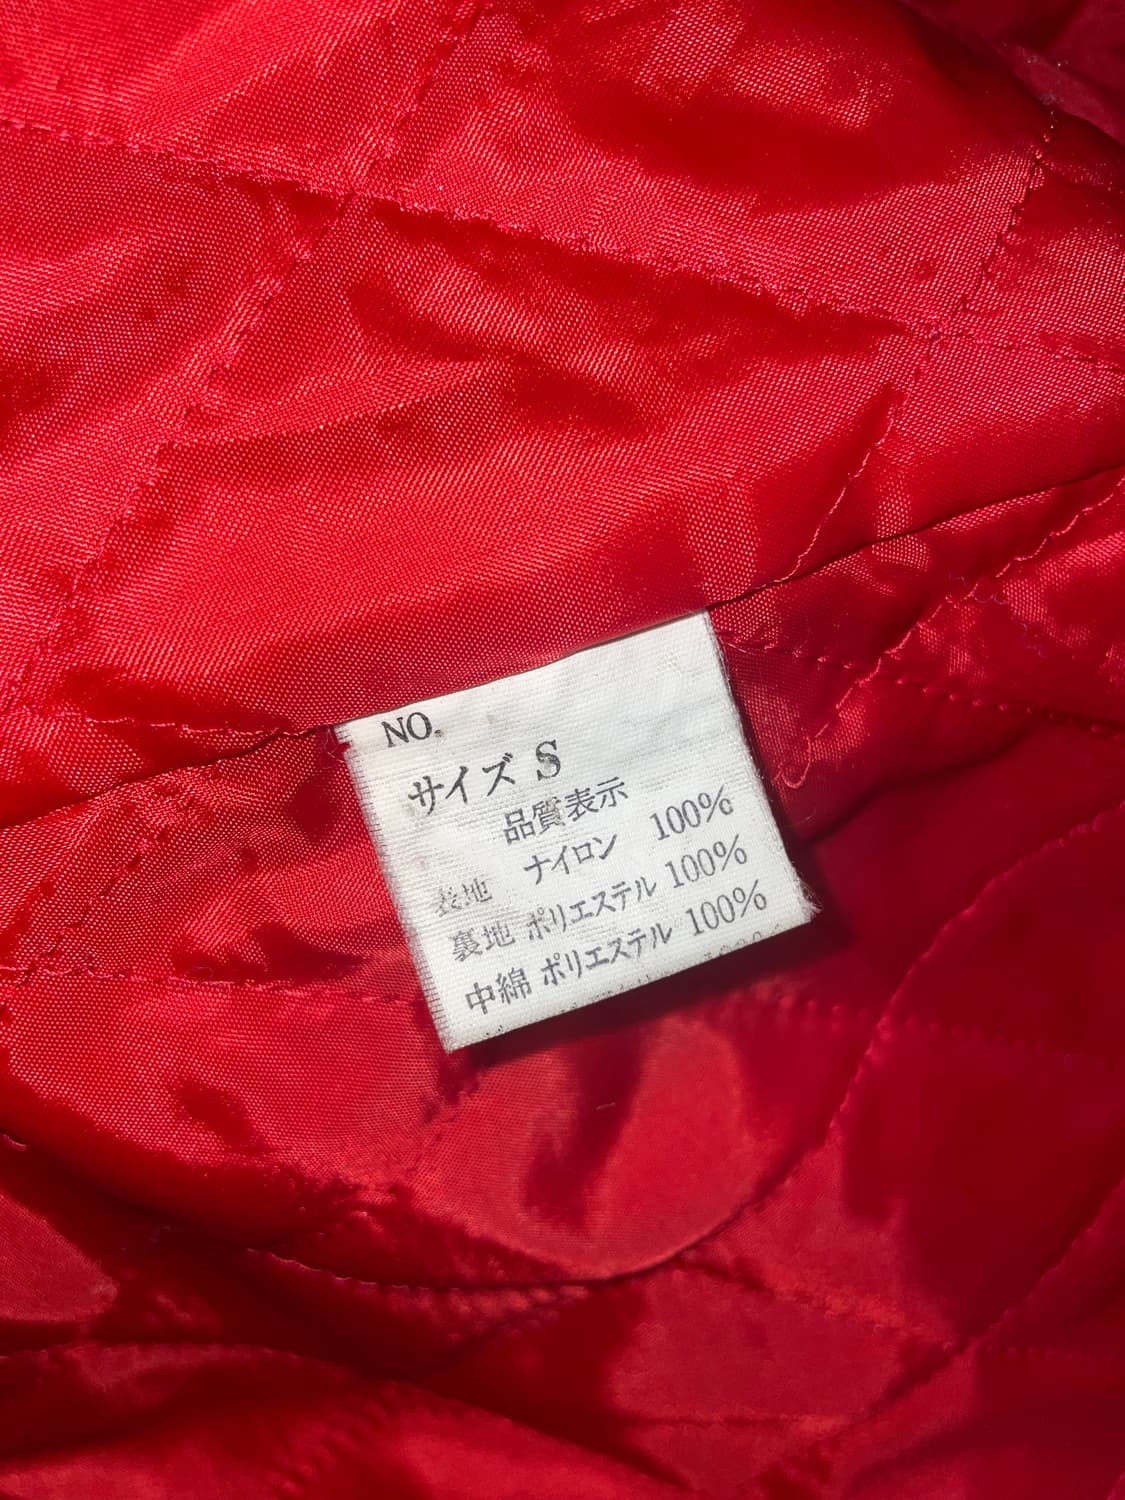 NO.
サイズ S
品質表示
表地 ナイロン 100%
裏地 ポリエステル 100%
中綿 ポリエステル 100%